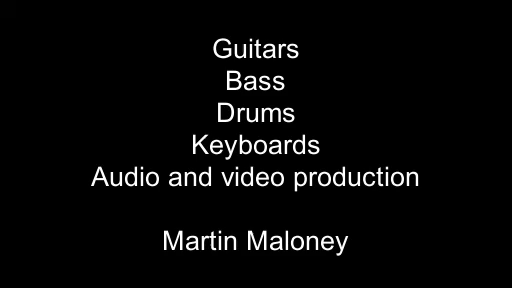 Guitars
Bass
Drums
Keyboards
Audio and video production
Martin Maloney